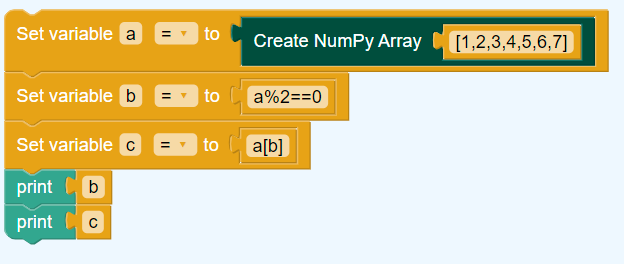 Set variable a = to Create NumPy Array [1,2,3,4,5,6,7]
Set variable b = to a%2==0
Set variable c = to a[b]
print b
print c